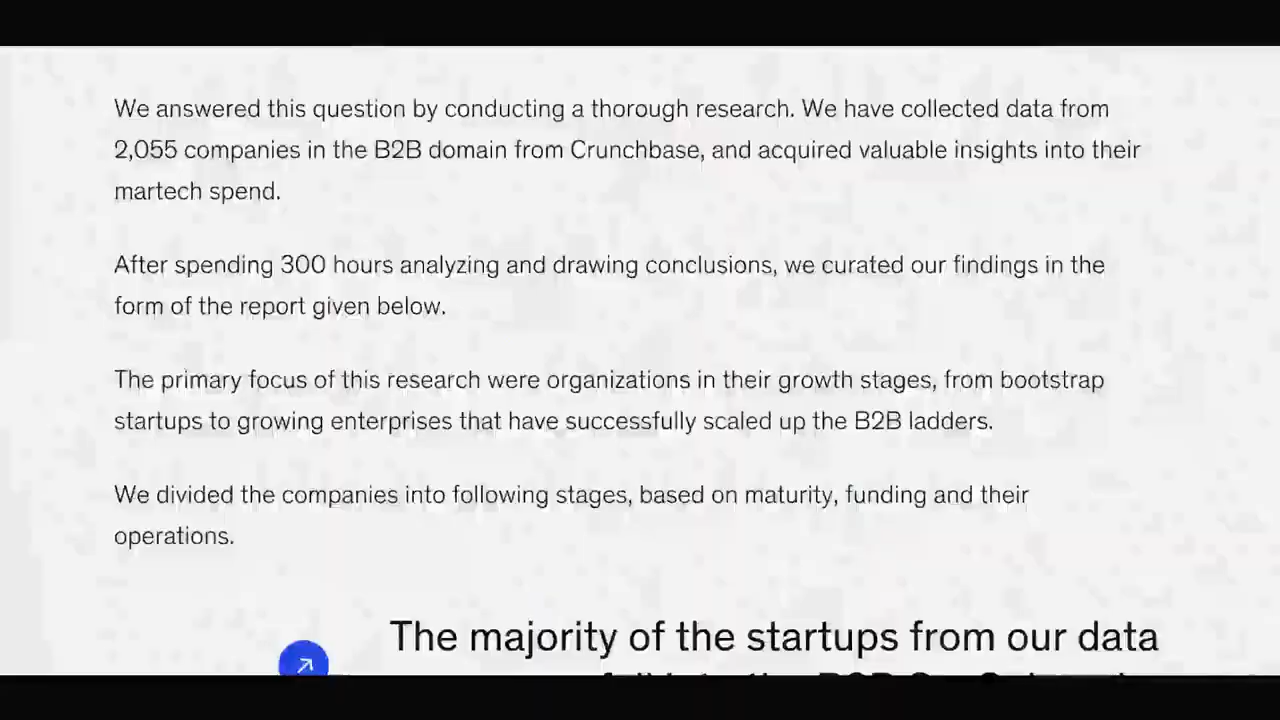 We answered this question by conducting a thorough research. We have collected data from
2,055 companies in the B2B domain from Crunchbase, and acquired valuable insights into their
martech spend.
After spending 300 hours analyzing and drawing conclusions, we curated our findings in the
form of the report given below.
The primary focus of this research were organizations in their growth stages, from bootstrap
startups to growing enterprises that have successfully scaled up the B2B ladders.
We divided the companies into following stages, based on maturity, funding and their
operations.
The majority of the startups from our data